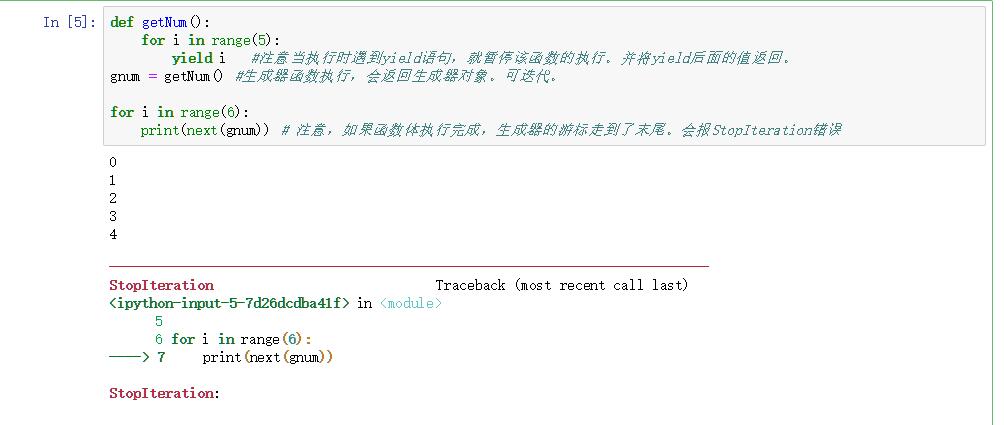 In [5]: def getNum():
    for i in range(5):
        yield i   #注意当执行时遇到yield语句，就暂停该函数的执行。并将yield后面的值返回。
gnum = getNum()  #生成器函数执行，会返回生成器对象。可迭代。
for i in range(6):
    print(next(gnum)) # 注意，如果函数体执行完成，生成器的游标走到了末尾。会报StopIteration错误
0
1
2
3
4
StopIteration                             Traceback (most recent call last)
<ipython-input-5-7d26dcdba41f> in <module>
      5
      6 for i in range(6):
----> 7     print(next(gnum))
StopIteration: